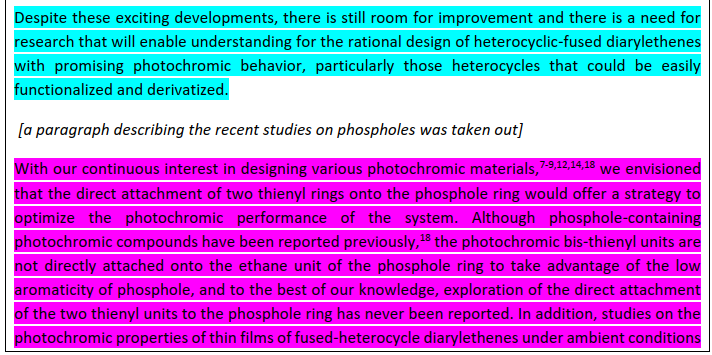 Despite these exciting developments, there is still room for improvement and there is a need for
research that will enable understanding for the rational design of heterocyclic-fused diarylethenes
with promising photochromic behavior, particularly those heterocycles that could be easily
functionalized and derivatized.
[a paragraph describing the recent studies on phospholes was taken out]
With our continuous interest in designing various photochromic materials,7-9,12,14,18 we envisioned
that the direct attachment of two thienyl rings onto the phosphole ring would offer a strategy to
optimize the photochromic performance of the system. Although phosphole-containing
photochromic compounds have been reported previously,18 the photochromic bis-thienyl units are
not directly attached onto the ethane unit of the phosphole ring to take advantage of the low
aromaticity of phosphole, and to the best of our knowledge, exploration of the direct attachment
of the two thienyl units to the phosphole ring has never been reported. In addition, studies on the
photochromic properties of thin films of fused-heterocycle diarylethenes under ambient conditions